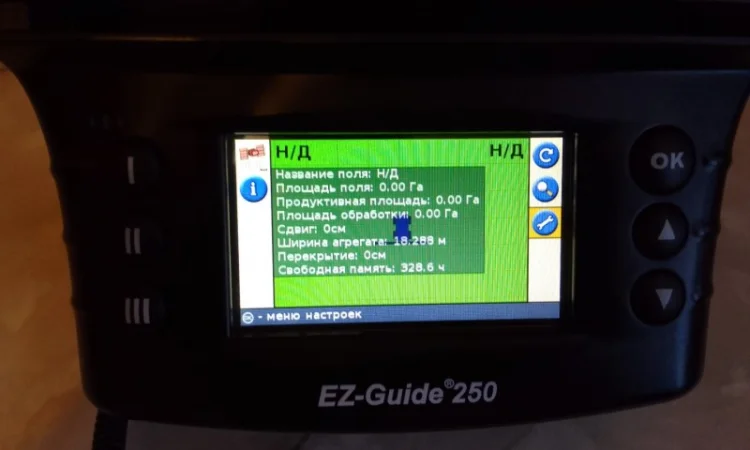 Н/Д Н/Д
Название поля: Н/Д
Площадь поля: 0.00 Га
Продуктивная площадь: 0.00 Га
Площадь обработки: 0.00 Га
Сдвиг: 0см
Ширина агрегата: 18.288 м
Перекрытие: 0см
Свободная память: 328.6 ч
OK - меню настроек
I
II
III
OK
EZ-Guide®250